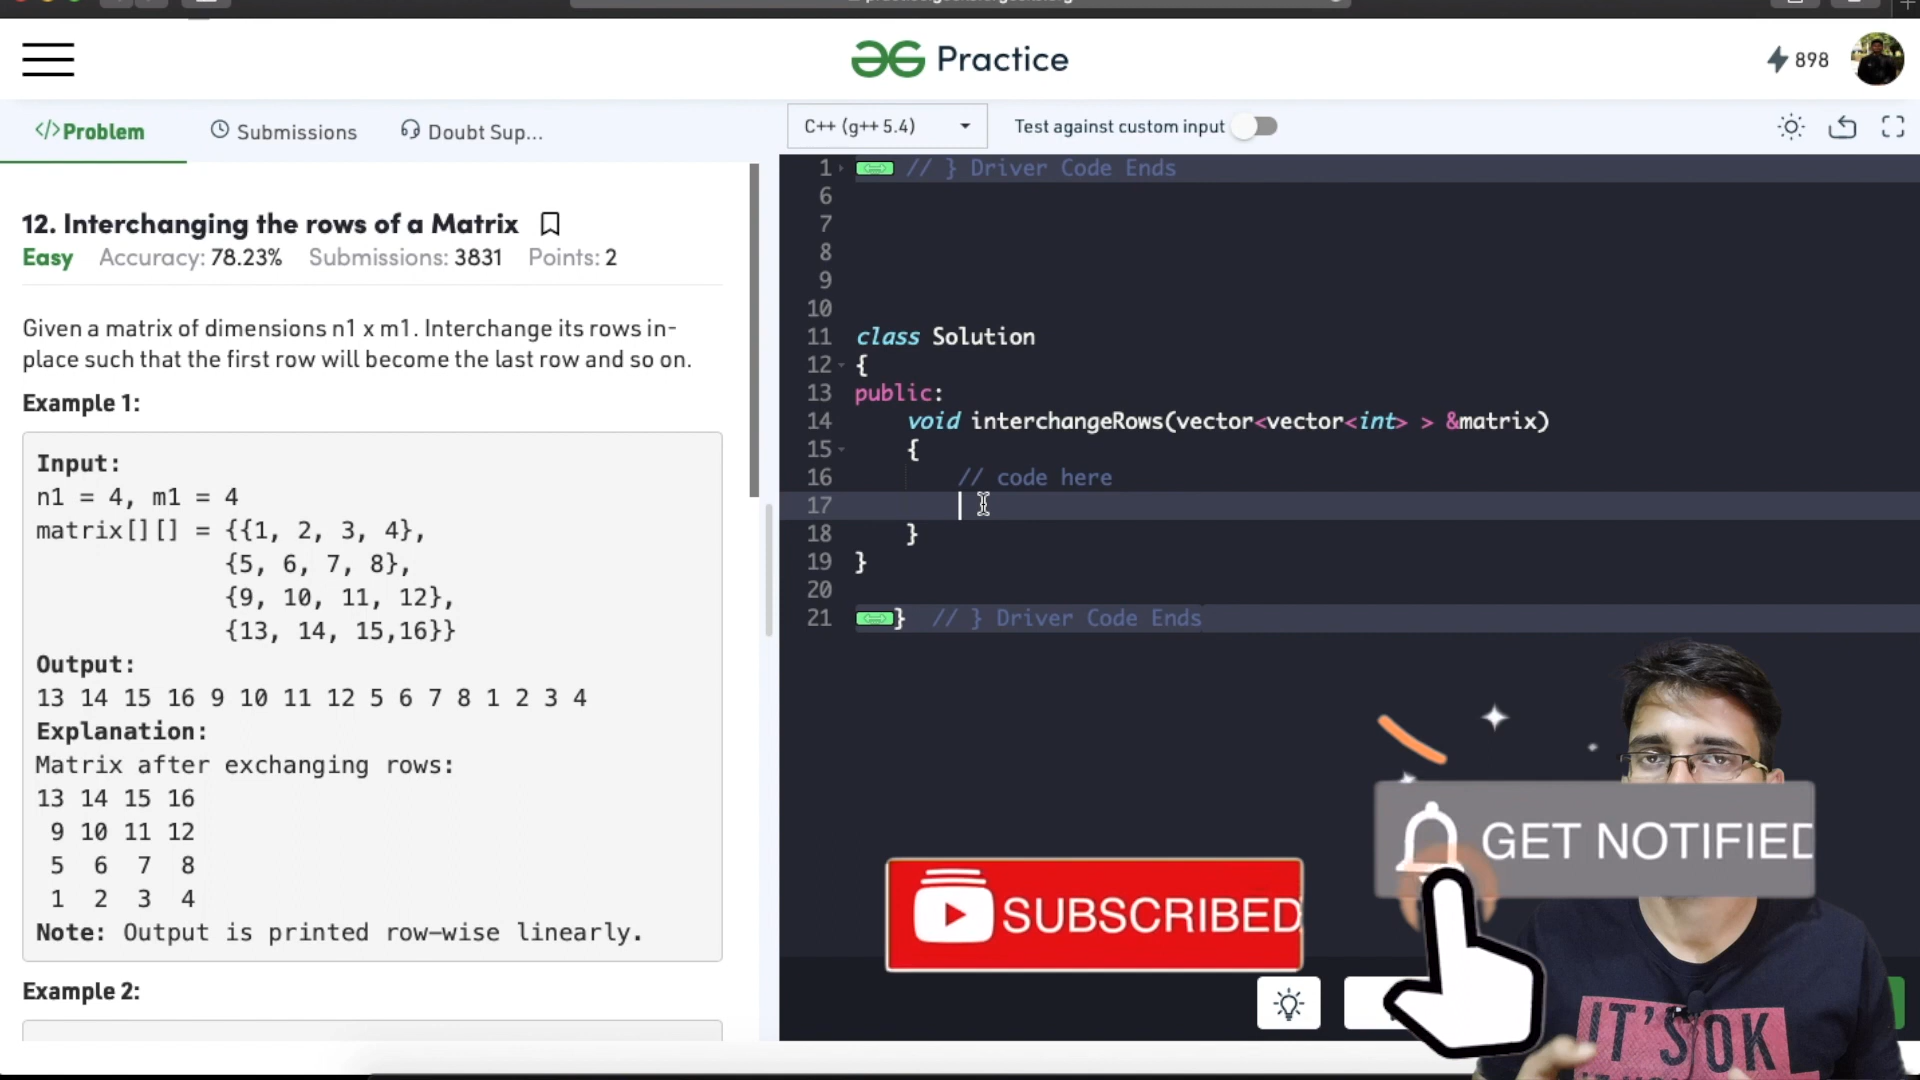 Practice
898
</>Problem
Submissions
Doubt Sup...
C++ (g++ 5.4)
Test against custom input
12. Interchanging the rows of a Matrix
Easy Accuracy: 78.23% Submissions: 3831 Points: 2
Given a matrix of dimensions n1 x m1. Interchange its rows in-
place such that the first row will become the last row and so on.
Example 1:
Input:
n1 = 4, m1 = 4
matrix[][] = {{1, 2, 3, 4},
{5, 6, 7, 8},
{9, 10, 11, 12},
{13, 14, 15,16}}
Output:
13 14 15 16 9 10 11 12 5 6 7 8 1 2 3 4
Explanation:
Matrix after exchanging rows:
13 14 15 16
9 10 11 12
5 6 7 8
1 2 3 4
Note: Output is printed row-wise linearly.
Example 2:
1 // } Driver Code Ends
6
7
8
9
10
11 class Solution
12 {
13 public:
14 void interchangeRows(vector<vector<int> > &matrix)
15 {
16 // code here
17
18 }
19 }
20
21 } // } Driver Code Ends
GET NOTIFIED
SUBSCRIBED
IT'S OK